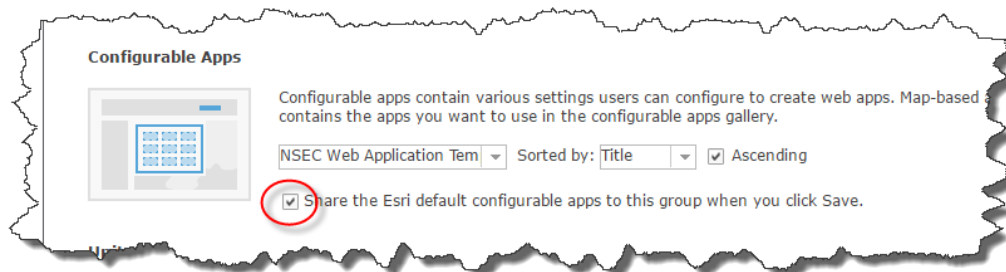 Configurable Apps
Configurable apps contain various settings users can configure to create web apps. Map-based
contains the apps you want to use in the configurable apps gallery.
NSEC Web Application Tem Sorted by: Title Ascending
Share the Esri default configurable apps to this group when you click Save.